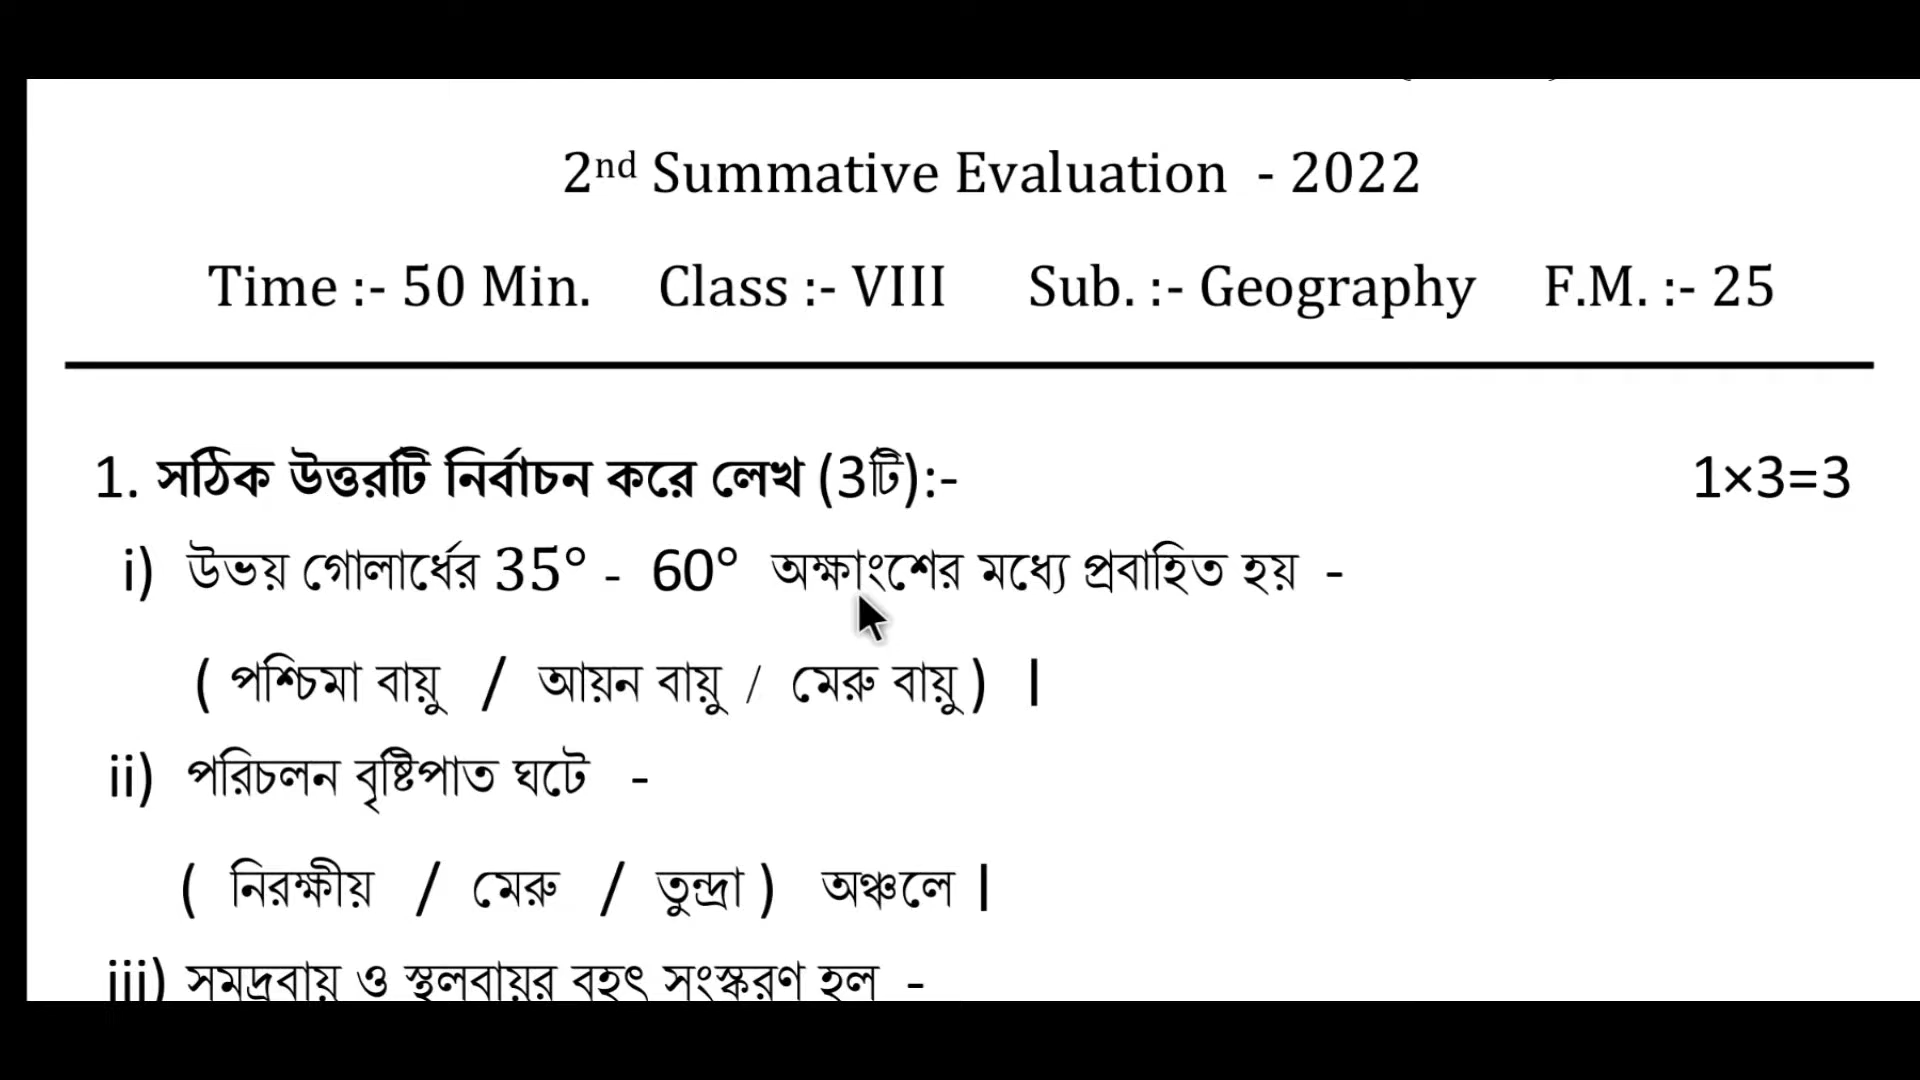 2nd Summative Evaluation - 2022
Time :- 50 Min. Class :- VIII Sub. :- Geography F.M. :- 25
1. সঠিক উত্তরটি নির্বাচন করে লেখ (3টি):- 1×3=3
i) উভয় গোলার্ধের 35° - 60° অক্ষাংশের মধ্যে প্রবাহিত হয় -
( পশ্চিমা বায়ু / আয়ন বায়ু / মেরু বায়ু ) |
ii) পরিচলন বৃষ্টিপাত ঘটে -
( নিরক্ষীয় / মেরু / তুন্দ্রা ) অঞ্চলে |
iii) সমুদ্রবায়ু ও স্থলবায়ুর বৃহৎ সংস্করণ হল -